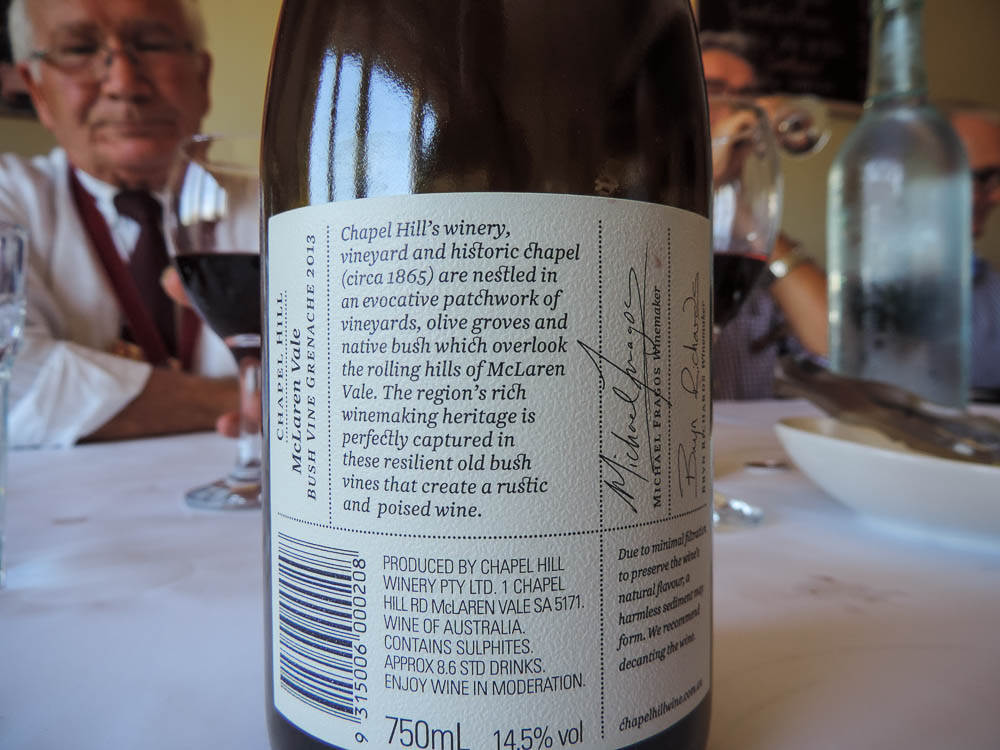 CHAPEL HILL
McLaren Vale
BUSH VINE GRENACHE 2013
Chapel Hill's winery,
vineyard and historic chapel
(circa 1865) are nestled in
an evocative patchwork of
vineyards, olive groves and
native bush which overlook
the rolling hills of McLaren
Vale. The region's rich
winemaking heritage is
perfectly captured in
these resilient old bush
vines that create a rustic
and poised wine.
Michael Fragos
MICHAEL FRAGOS Winemaker
Bryn Richards
BRYN RICHARDS Winemaker
9 315006 000208
PRODUCED BY CHAPEL HILL
WINERY PTY LTD. 1 CHAPEL
HILL RD McLAREN VALE SA 5171.
WINE OF AUSTRALIA.
CONTAINS SULPHITES.
APPROX 8.6 STD DRINKS.
ENJOY WINE IN MODERATION.
750mL 14.5% vol
Due to minimal filtration
to preserve the wine's
natural flavour, a
harmless sediment may
form. We recommend
decanting the wine.
chapelhillwine.com.au